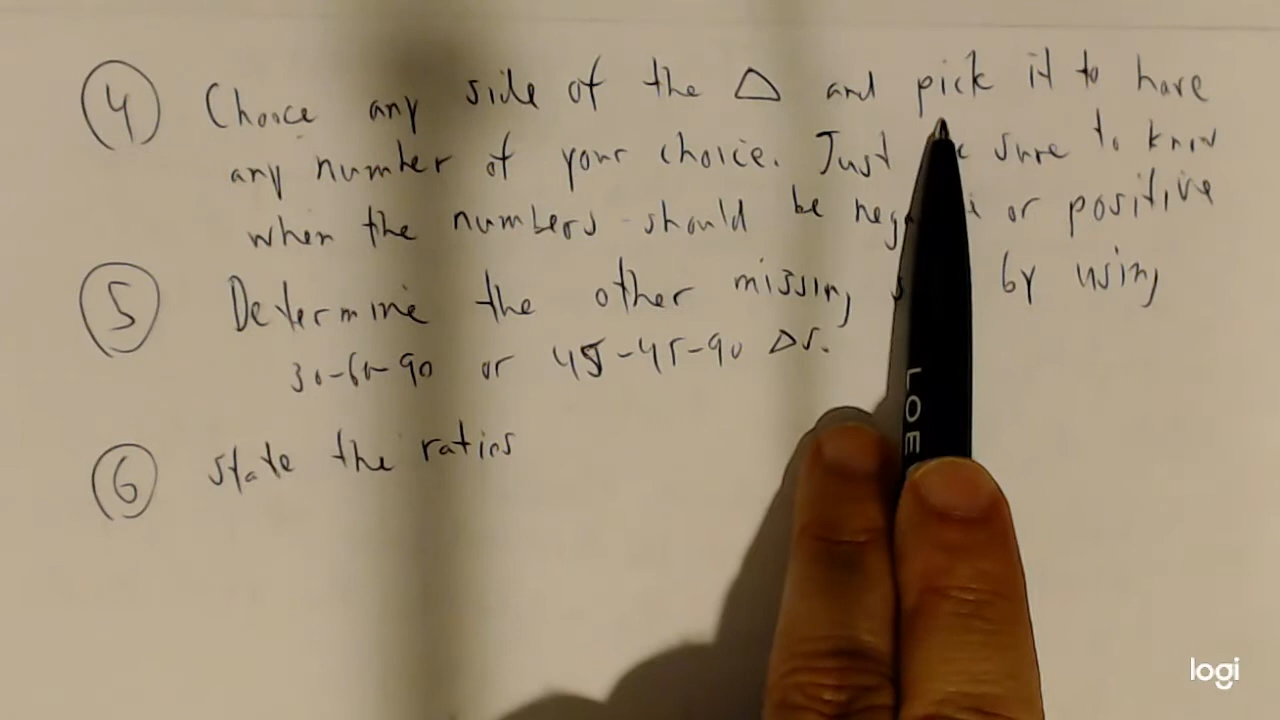 ④ Choose any side of the △ and pick it to have
any number of your choice. Just sure to know
when the numbers should be or positive
⑤ Determine the other missing by using
30-60-90 or 45-45-90 △s.
⑥ state the ratios
LOE
logi